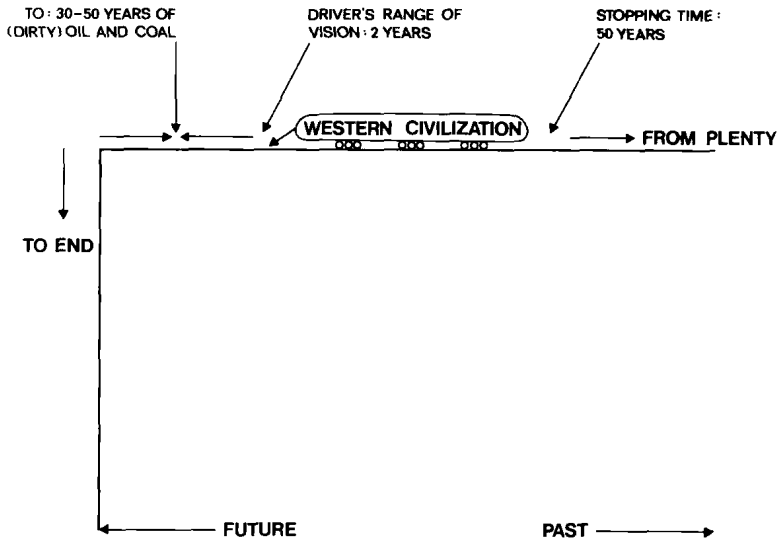 TO: 30-50 YEARS OF
(DIRTY) OIL AND COAL
DRIVER'S RANGE OF
VISION: 2 YEARS
STOPPING TIME:
50 YEARS
WESTERN CIVILIZATION
FROM PLENTY
TO END
FUTURE
PAST